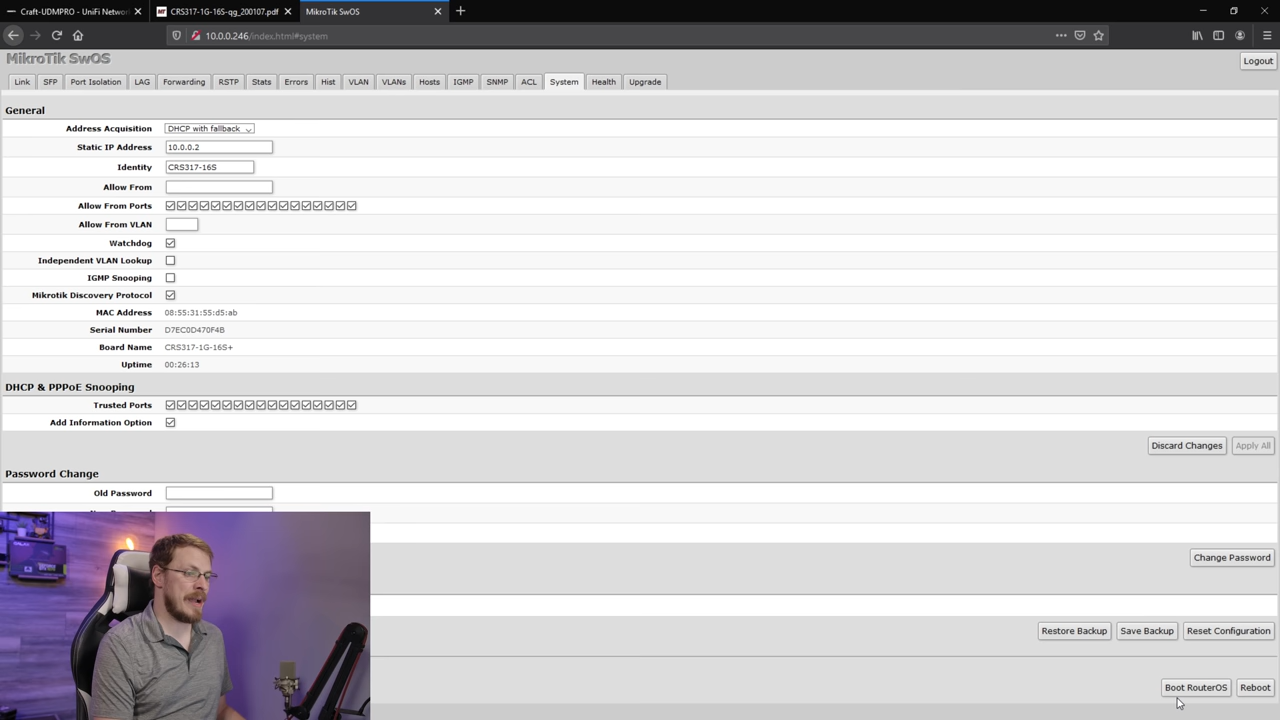 Craft-UDMPRO - UniFi Networ
CRS317-1G-16S-qg_200107.pdf
MikroTik SwOS
10.0.0.246/index.html#system
MikroTik SwOS
Logout
Link SFP Port Isolation LAG Forwarding RSTP Stats Errors Hist VLAN VLANs Hosts IGMP SNMP ACL System Health Upgrade
General
Address Acquisition DHCP with fallback
Static IP Address 10.0.0.2
Identity CRS317-16S
Allow From
Allow From Ports
Allow From VLAN
Watchdog
Independent VLAN Lookup
IGMP Snooping
Mikrotik Discovery Protocol
MAC Address 08:55:31:55:d5:ab
Serial Number D7EC0D470F4B
Board Name CRS317-1G-16S+
Uptime 00:26:13
DHCP & PPPoE Snooping
Trusted Ports
Add Information Option
Discard Changes Apply All
Password Change
Old Password
Change Password
Restore Backup Save Backup Reset Configuration
Boot RouterOS Reboot